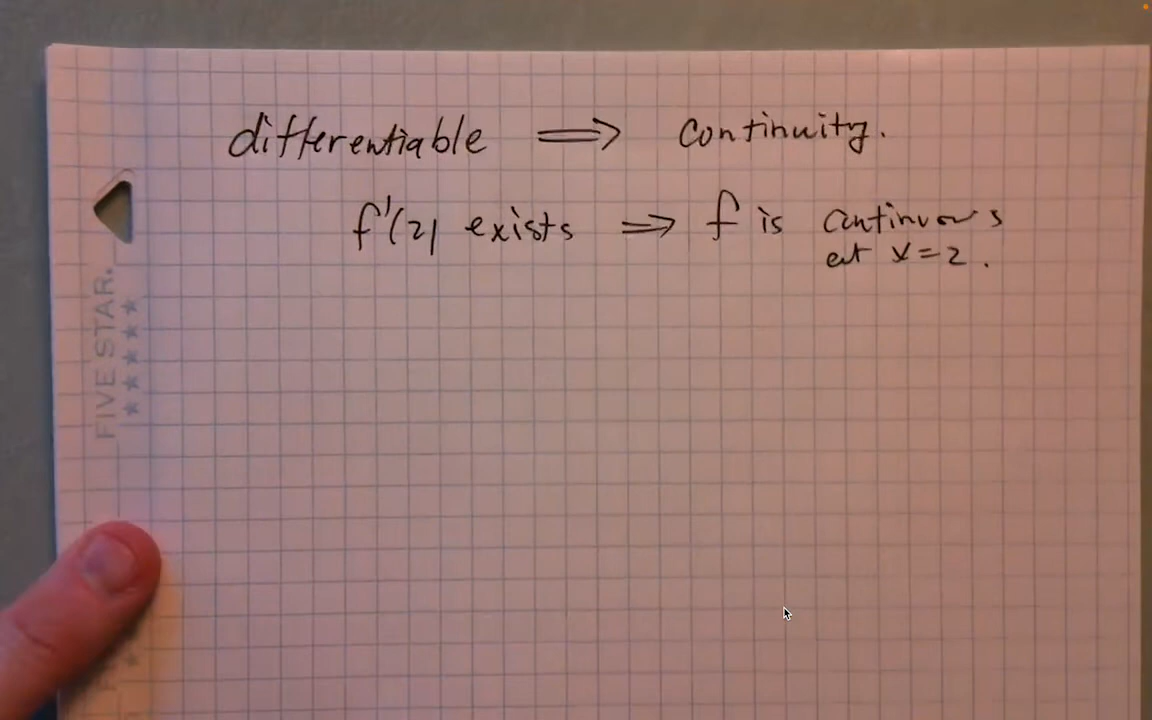 differentiable ⟹ continuity.
f'(2) exists ⟹ f is continuous
at x=2.
FIVE STAR.